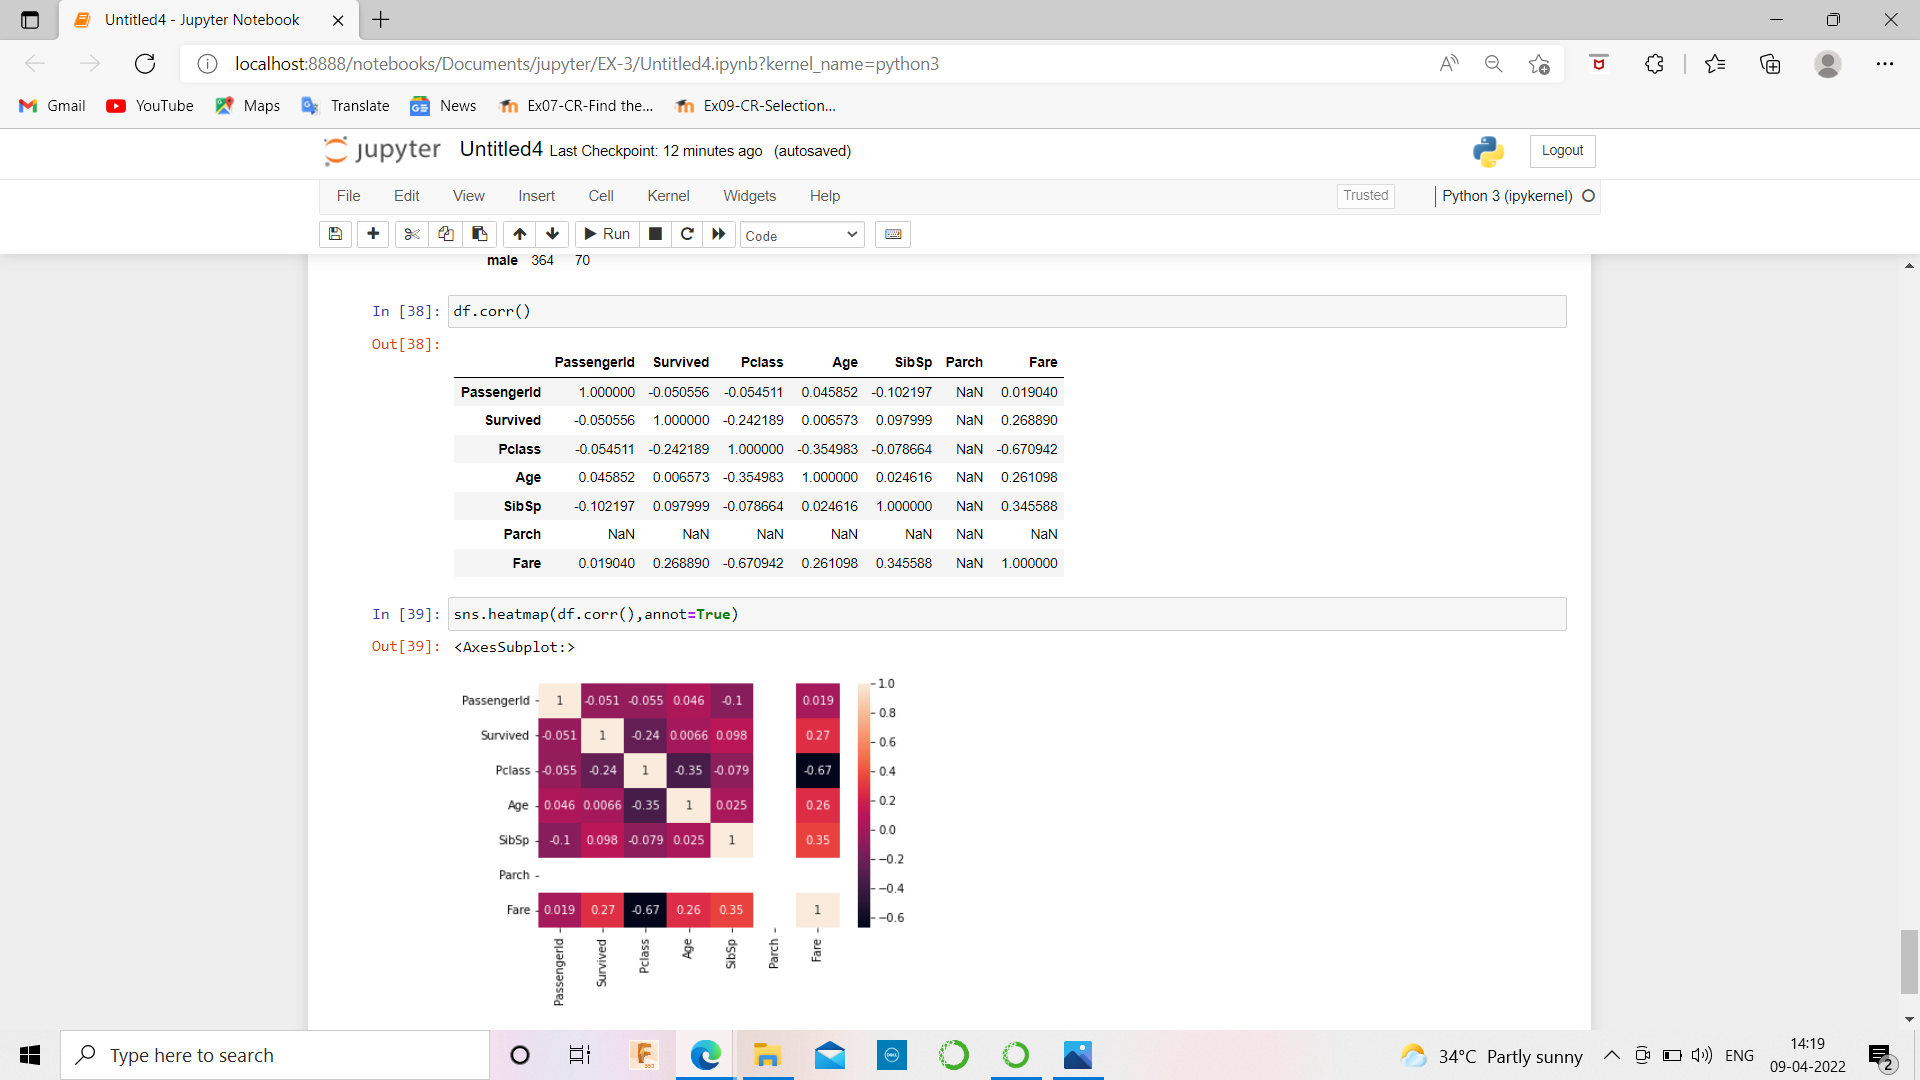 Untitled4 - Jupyter Notebook
localhost:8888/notebooks/Documents/jupyter/EX-3/Untitled4.ipynb?kernel_name=python3
Gmail YouTube Maps Translate News Ex07-CR-Find the... Ex09-CR-Selection...
jupyter Untitled4 Last Checkpoint: 12 minutes ago (autosaved) Logout
File Edit View Insert Cell Kernel Widgets Help Trusted Python 3 (ipykernel)
Run Code
male 364 70
In [38]: df.corr()
Out[38]:
PassengerId Survived Pclass Age SibSp Parch Fare
PassengerId 1.000000 -0.050556 -0.054511 0.045852 -0.102197 NaN 0.019040
Survived -0.050556 1.000000 -0.242189 0.006573 0.097999 NaN 0.268890
Pclass -0.054511 -0.242189 1.000000 -0.354983 -0.078664 NaN -0.670942
Age 0.045852 0.006573 -0.354983 1.000000 0.024616 NaN 0.261098
SibSp -0.102197 0.097999 -0.078664 0.024616 1.000000 NaN 0.345588
Parch NaN NaN NaN NaN NaN NaN NaN
Fare 0.019040 0.268890 -0.670942 0.261098 0.345588 NaN 1.000000
In [39]: sns.heatmap(df.corr(),annot=True)
Out[39]: <AxesSubplot:>
PassengerId 1 -0.051 -0.055 0.046 -0.1 0.019
Survived -0.051 1 -0.24 0.0066 0.098 0.27
Pclass -0.055 -0.24 1 -0.35 -0.079 -0.67
Age 0.046 0.0066 -0.35 1 0.025 0.26
SibSp -0.1 0.098 -0.079 0.025 1 0.35
Parch
Fare 0.019 0.27 -0.67 0.26 0.35 1
PassengerId Survived Pclass Age SibSp Parch Fare
1.0
0.8
0.6
0.4
0.2
0.0
−0.2
−0.4
−0.6
Type here to search
34°C Partly sunny ENG 14:19
09-04-2022
2